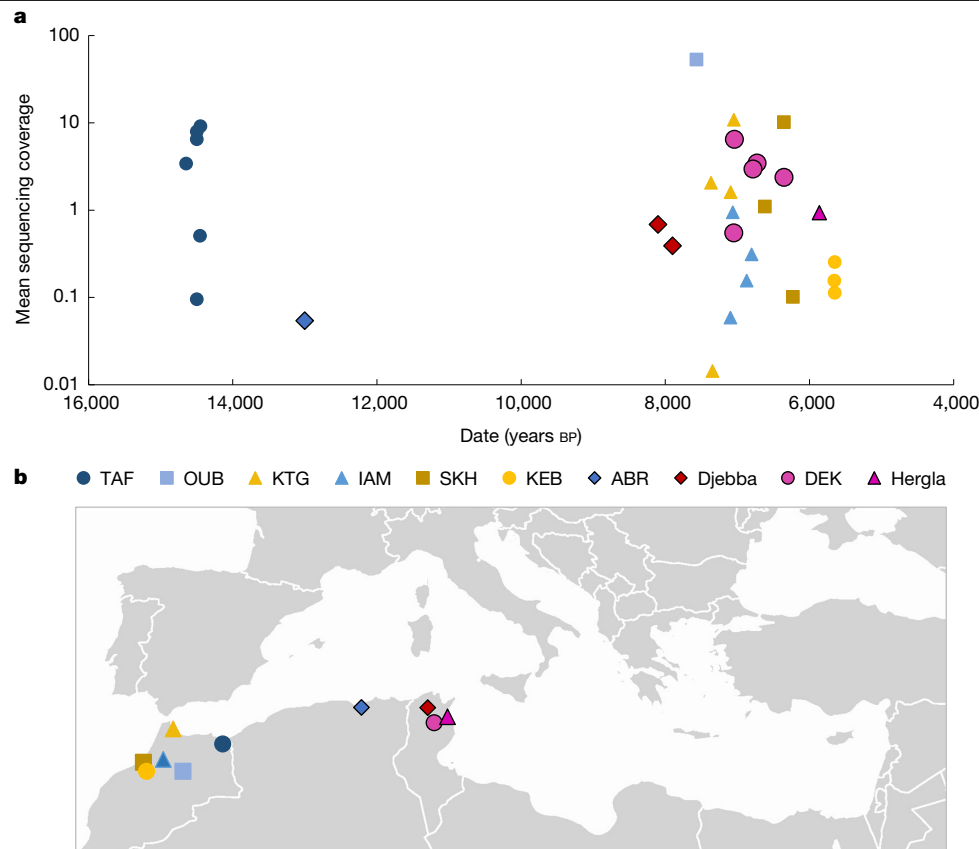 a
100
10
1
0.1
0.01
Mean sequencing coverage
16,000 14,000 12,000 10,000 8,000 6,000 4,000
Date (years BP)
b
TAF OUB KTG IAM SKH KEB ABR Djebba DEK Hergla